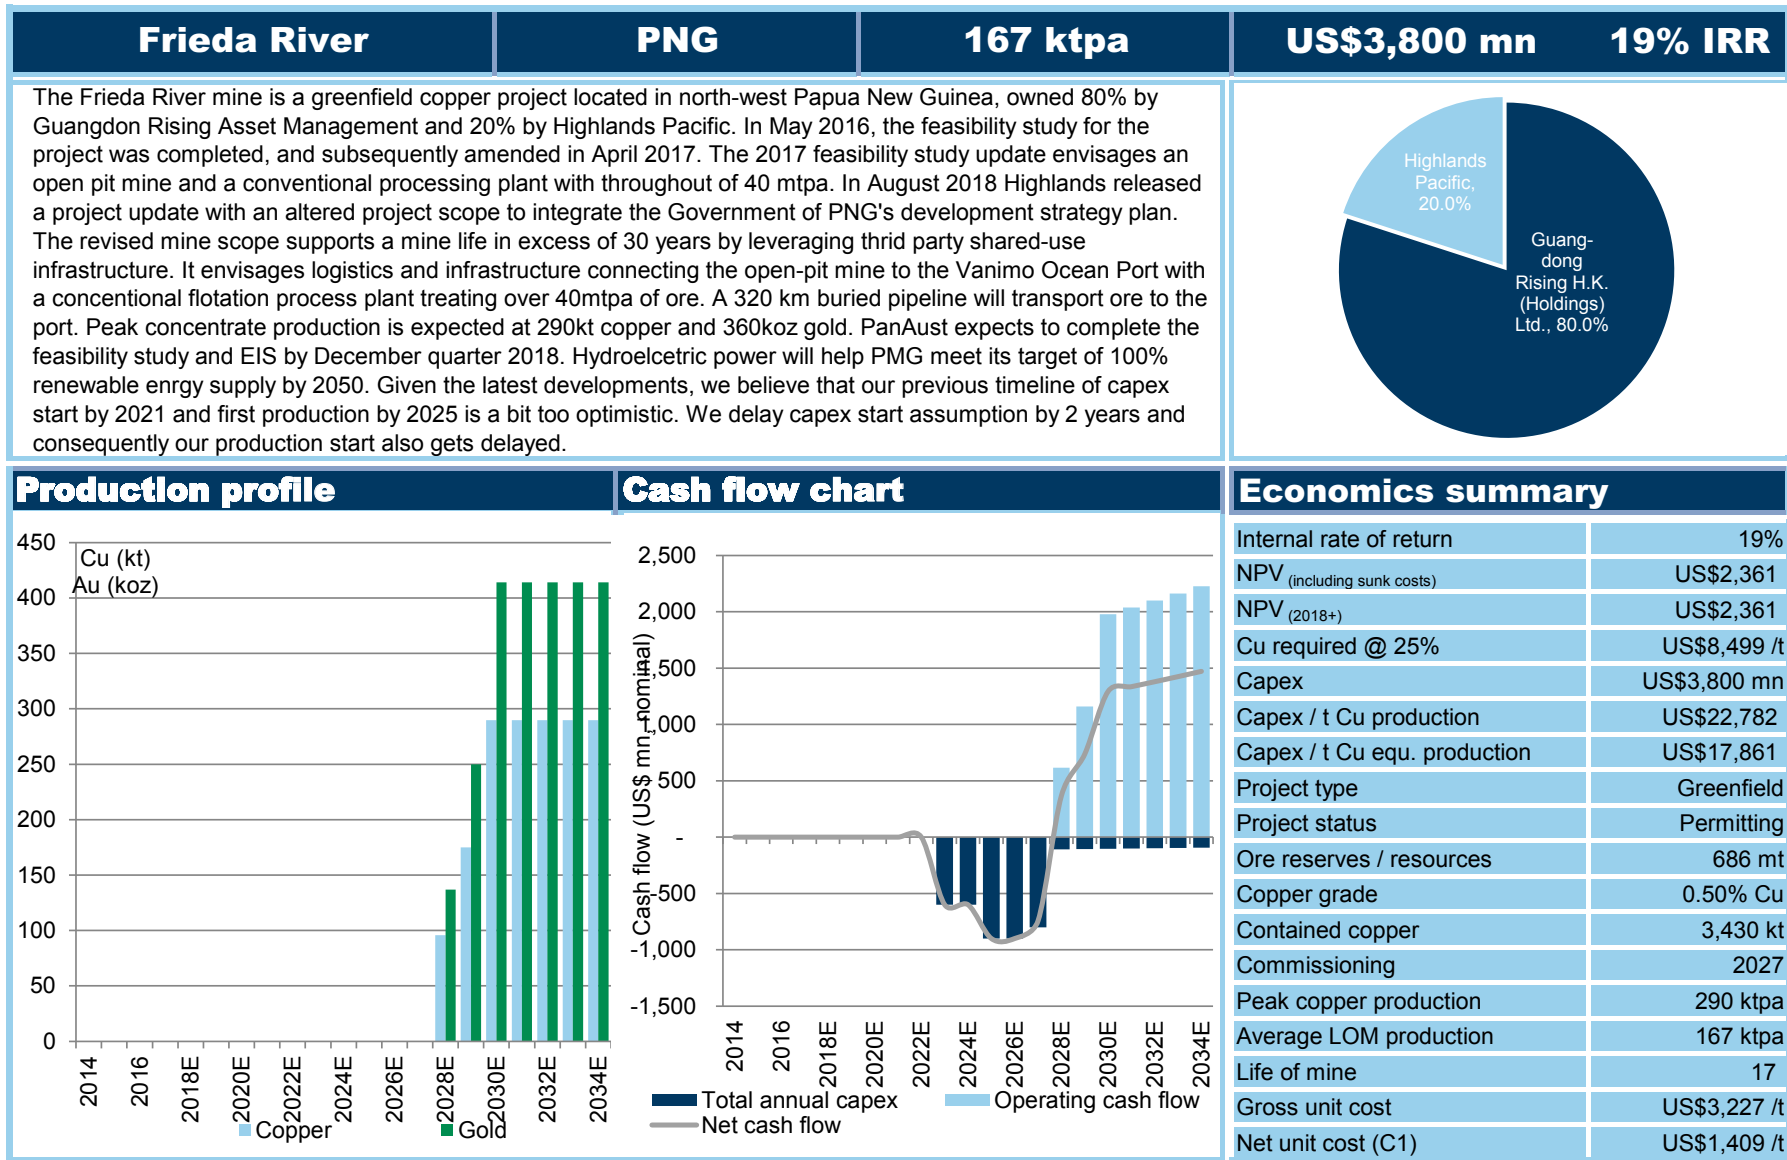 Frieda River PNG 167 ktpa US$3,800 mn 19% IRR
The Frieda River mine is a greenfield copper project located in north-west Papua New Guinea, owned 80% by
Guangdon Rising Asset Management and 20% by Highlands Pacific. In May 2016, the feasibility study for the
project was completed, and subsequently amended in April 2017. The 2017 feasibility study update envisages an
open pit mine and a conventional processing plant with throughout of 40 mtpa. In August 2018 Highlands released
a project update with an altered project scope to integrate the Government of PNG's development strategy plan.
The revised mine scope supports a mine life in excess of 30 years by leveraging thrid party shared-use
infrastructure. It envisages logistics and infrastructure connecting the open-pit mine to the Vanimo Ocean Port with
a concentional flotation process plant treating over 40mtpa of ore. A 320 km buried pipeline will transport ore to the
port. Peak concentrate production is expected at 290kt copper and 360koz gold. PanAust expects to complete the
feasibility study and EIS by December quarter 2018. Hydroelcetric power will help PMG meet its target of 100%
renewable enrgy supply by 2050. Given the latest developments, we believe that our previous timeline of capex
start by 2021 and first production by 2025 is a bit too optimistic. We delay capex start assumption by 2 years and
consequently our production start also gets delayed.
Highlands
Pacific,
20.0%
Guang-
dong
Rising H.K.
(Holdings)
Ltd., 80.0%
Production profile
450
400
350
300
250
200
150
100
50
0
Cu (kt)
Au (koz)
2014 2016 2018E 2020E 2022E 2024E 2026E 2028E 2030E 2032E 2034E
Copper Gold
Cash flow chart
Cash flow (US$ mn, nominal)
2,500
2,000
1,500
1,000
500
-
-500
-1,000
-1,500
2014 2016 2018E 2020E 2022E 2024E 2026E 2028E 2030E 2032E 2034E
Total annual capex Operating cash flow
Net cash flow
Economics summary
Internal rate of return 19%
NPV (including sunk costs) US$2,361
NPV (2018+) US$2,361
Cu required @ 25% US$8,499 /t
Capex US$3,800 mn
Capex / t Cu production US$22,782
Capex / t Cu equ. production US$17,861
Project type Greenfield
Project status Permitting
Ore reserves / resources 686 mt
Copper grade 0.50% Cu
Contained copper 3,430 kt
Commissioning 2027
Peak copper production 290 ktpa
Average LOM production 167 ktpa
Life of mine 17
Gross unit cost US$3,227 /t
Net unit cost (C1) US$1,409 /t